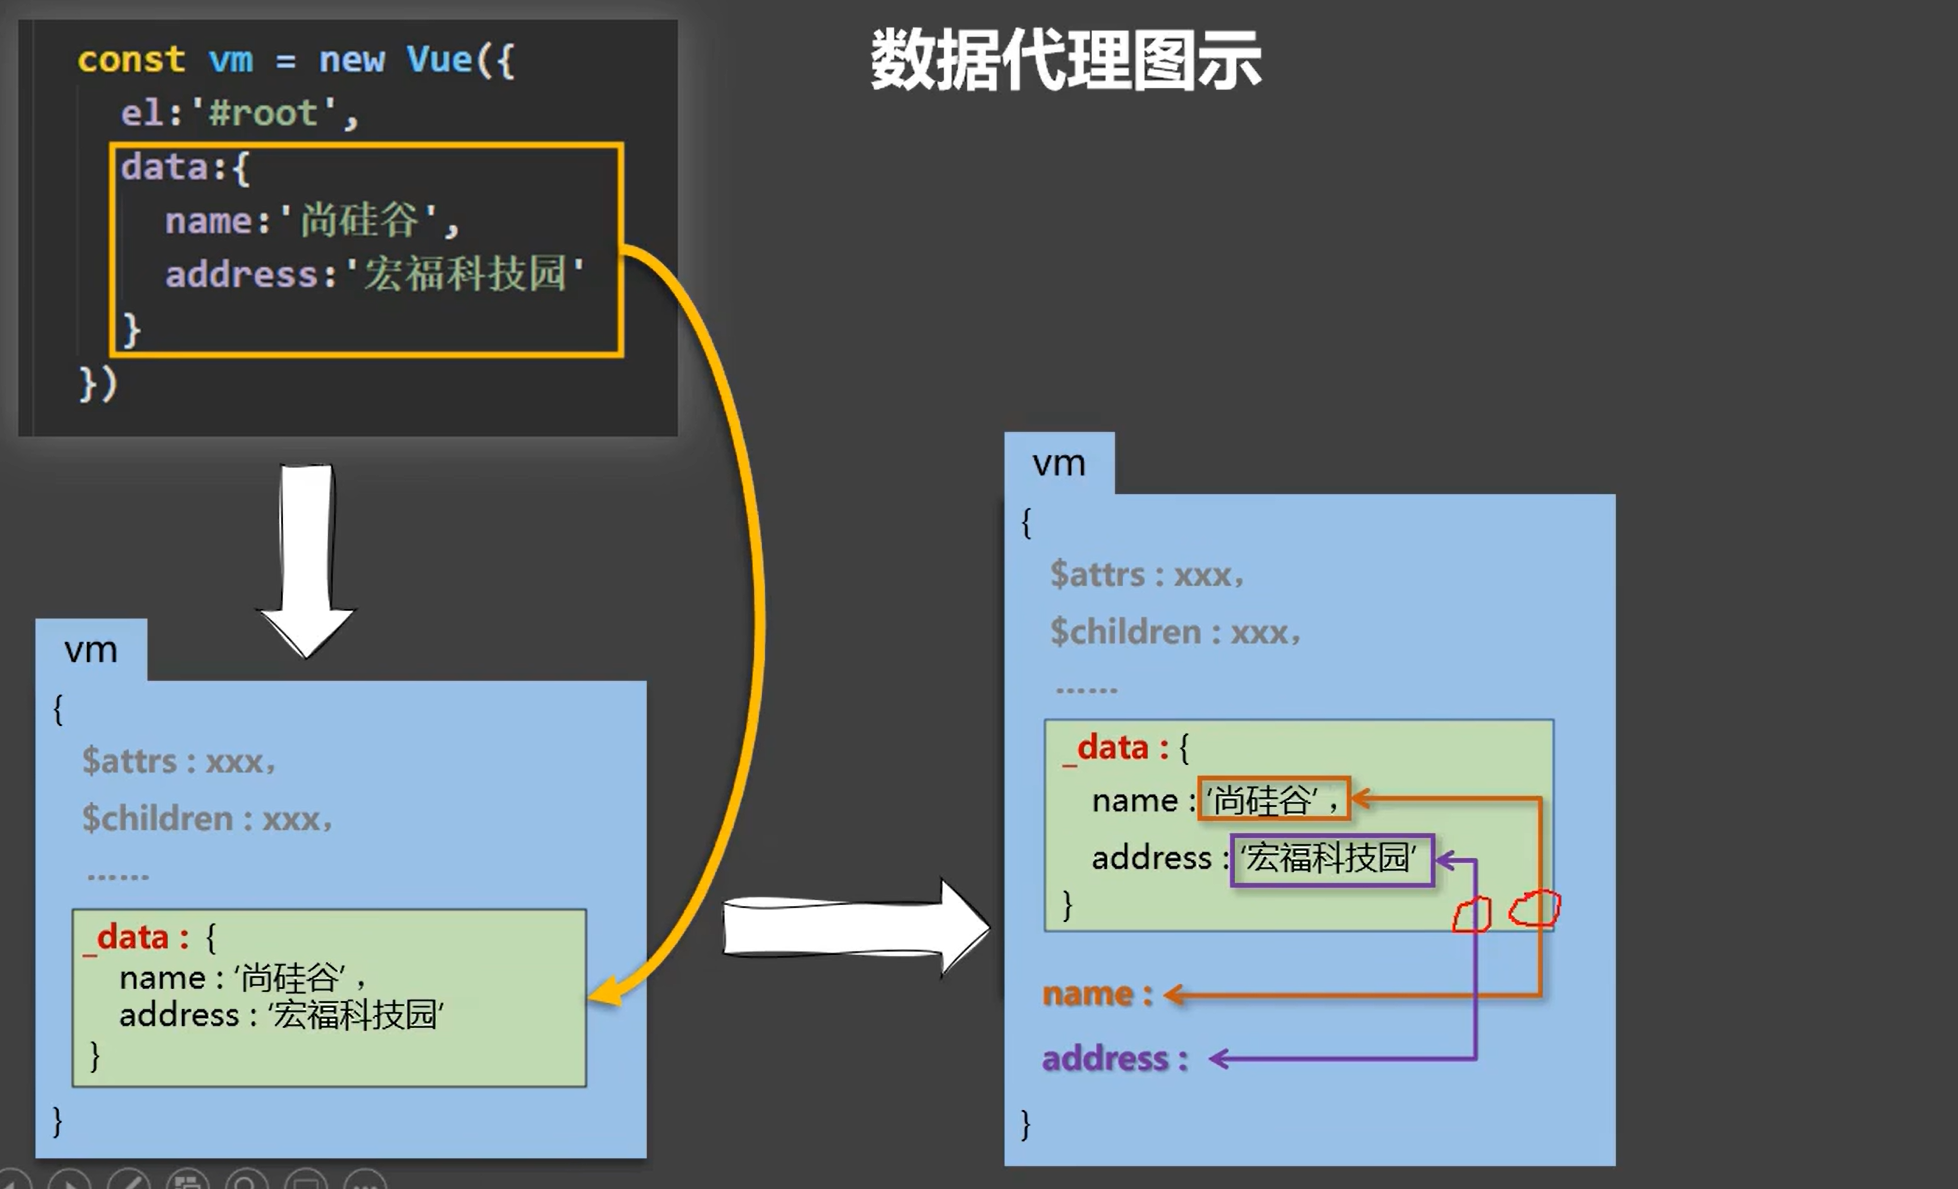 数据代理图示
const vm = new Vue({
el:'#root',
data:{
name:'尚硅谷',
address:'宏福科技园'
}
})
vm
{
$attrs : xxx，
$children : xxx，
......
_data : {
name : ‘尚硅谷’ ，
address : ‘宏福科技园’
}
}
vm
{
$attrs : xxx，
$children : xxx，
......
_data : {
name : ‘尚硅谷’ ，
address : ‘宏福科技园’
}
name :
address :
}